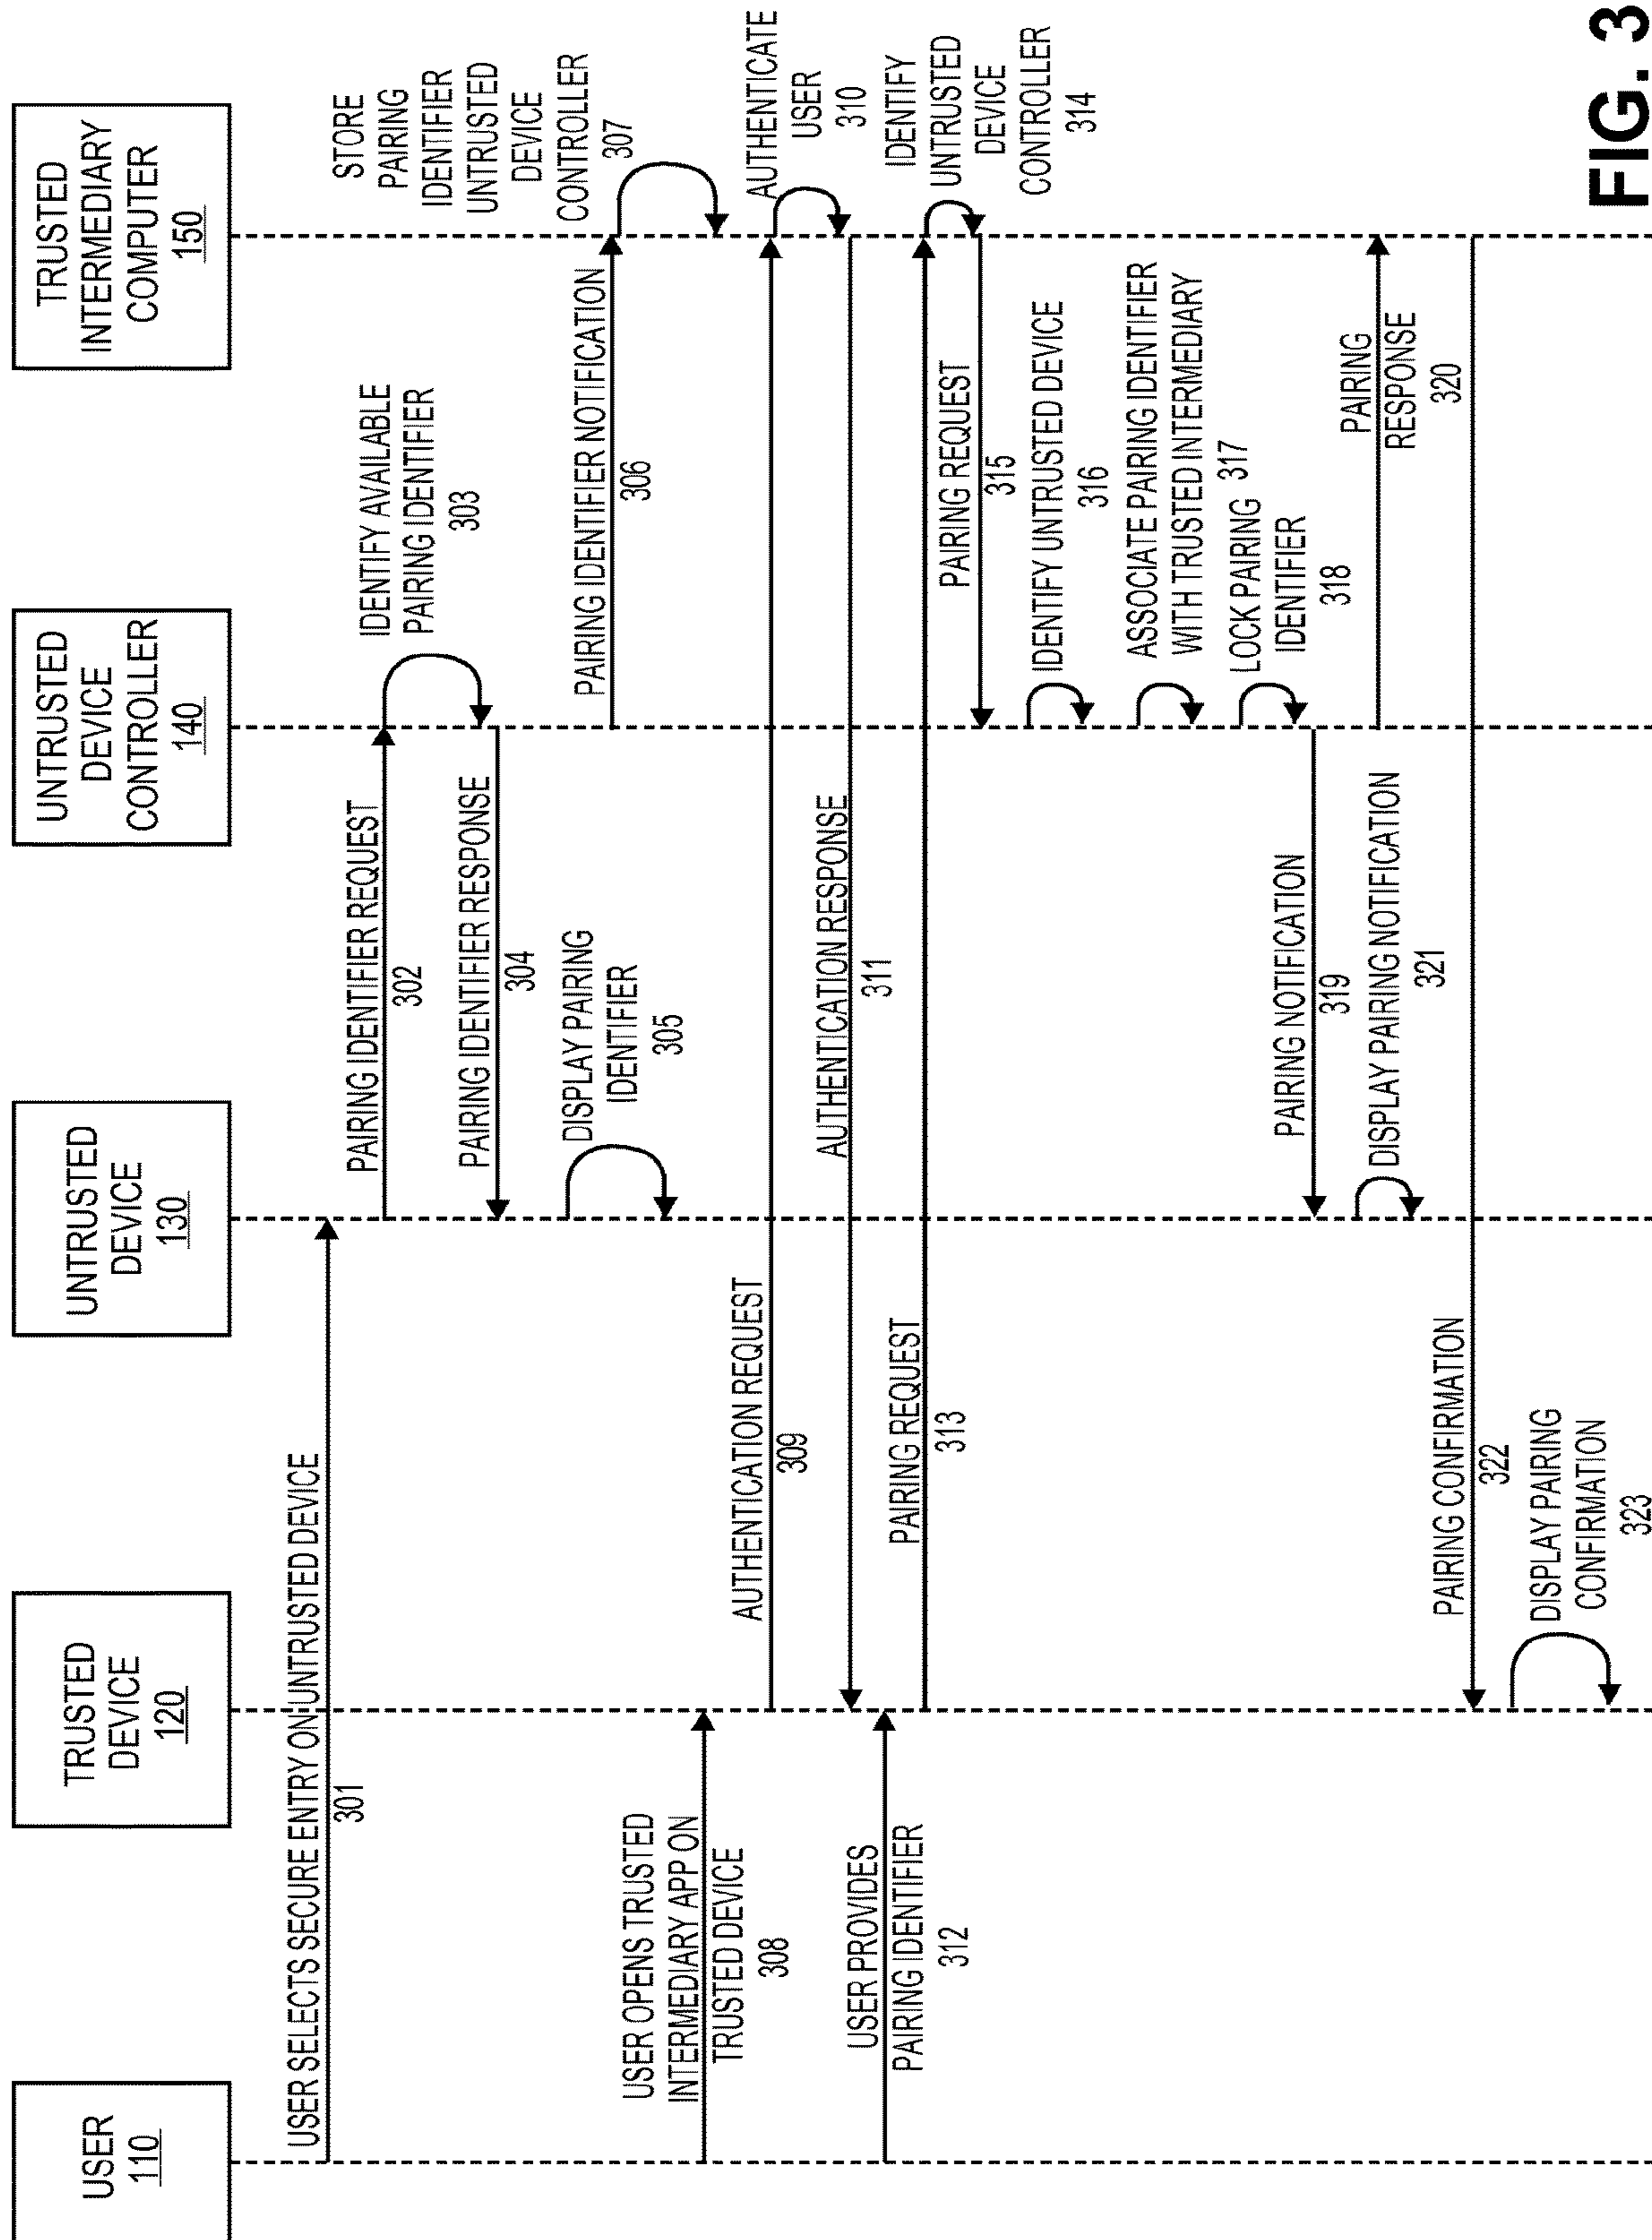 USER
110
TRUSTED
DEVICE
120
UNTRUSTED
DEVICE
130
UNTRUSTED
DEVICE
CONTROLLER
140
TRUSTED
INTERMEDIARY
COMPUTER
150
USER SELECTS SECURE ENTRY ON UNTRUSTED DEVICE
301
PAIRING IDENTIFIER REQUEST
302
IDENTIFY AVAILABLE
PAIRING IDENTIFIER
303
PAIRING IDENTIFIER RESPONSE
304
DISPLAY PAIRING
IDENTIFIER
305
PAIRING IDENTIFIER NOTIFICATION
306
STORE
PAIRING
IDENTIFIER
UNTRUSTED
DEVICE
CONTROLLER
307
USER OPENS TRUSTED
INTERMEDIARY APP ON
TRUSTED DEVICE
308
AUTHENTICATION REQUEST
309
AUTHENTICATE
USER
310
AUTHENTICATION RESPONSE
311
USER PROVIDES
PAIRING IDENTIFIER
312
PAIRING REQUEST
313
IDENTIFY
UNTRUSTED
DEVICE
CONTROLLER
314
PAIRING REQUEST
315
IDENTIFY UNTRUSTED DEVICE
316
ASSOCIATE PAIRING IDENTIFIER
WITH TRUSTED INTERMEDIARY
317
LOCK PAIRING
IDENTIFIER
318
PAIRING NOTIFICATION
319
PAIRING
RESPONSE
320
DISPLAY PAIRING NOTIFICATION
321
PAIRING CONFIRMATION
322
DISPLAY PAIRING
CONFIRMATION
323
FIG. 3